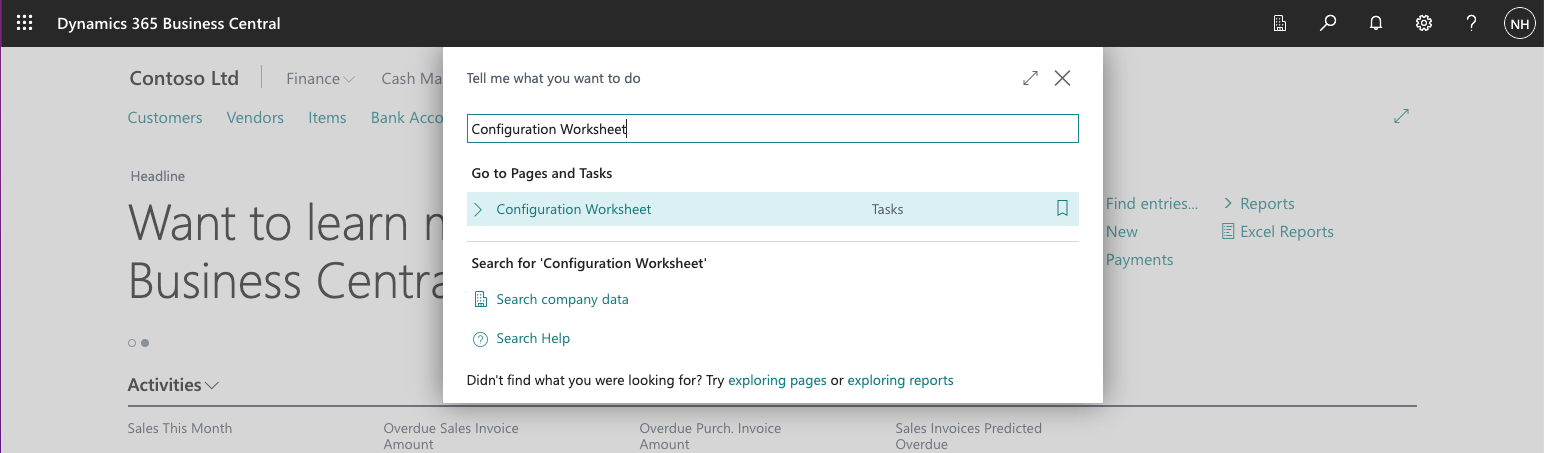 Dynamics 365 Business Central
NH
Tell me what you want to do
Contoso Ltd Finance Cash Ma
Customers Vendors Items Bank Acco
Configuration Worksheet
Go to Pages and Tasks
Headline
Configuration Worksheet Tasks
Want to learn m
Business Centra
Find entries... Reports
New Excel Reports
Payments
Search for 'Configuration Worksheet'
Search company data
Search Help
Didn't find what you were looking for? Try exploring pages or exploring reports
Activities
Sales This Month
Overdue Sales Invoice
Amount
Overdue Purch. Invoice
Amount
Sales Invoices Predicted
Overdue